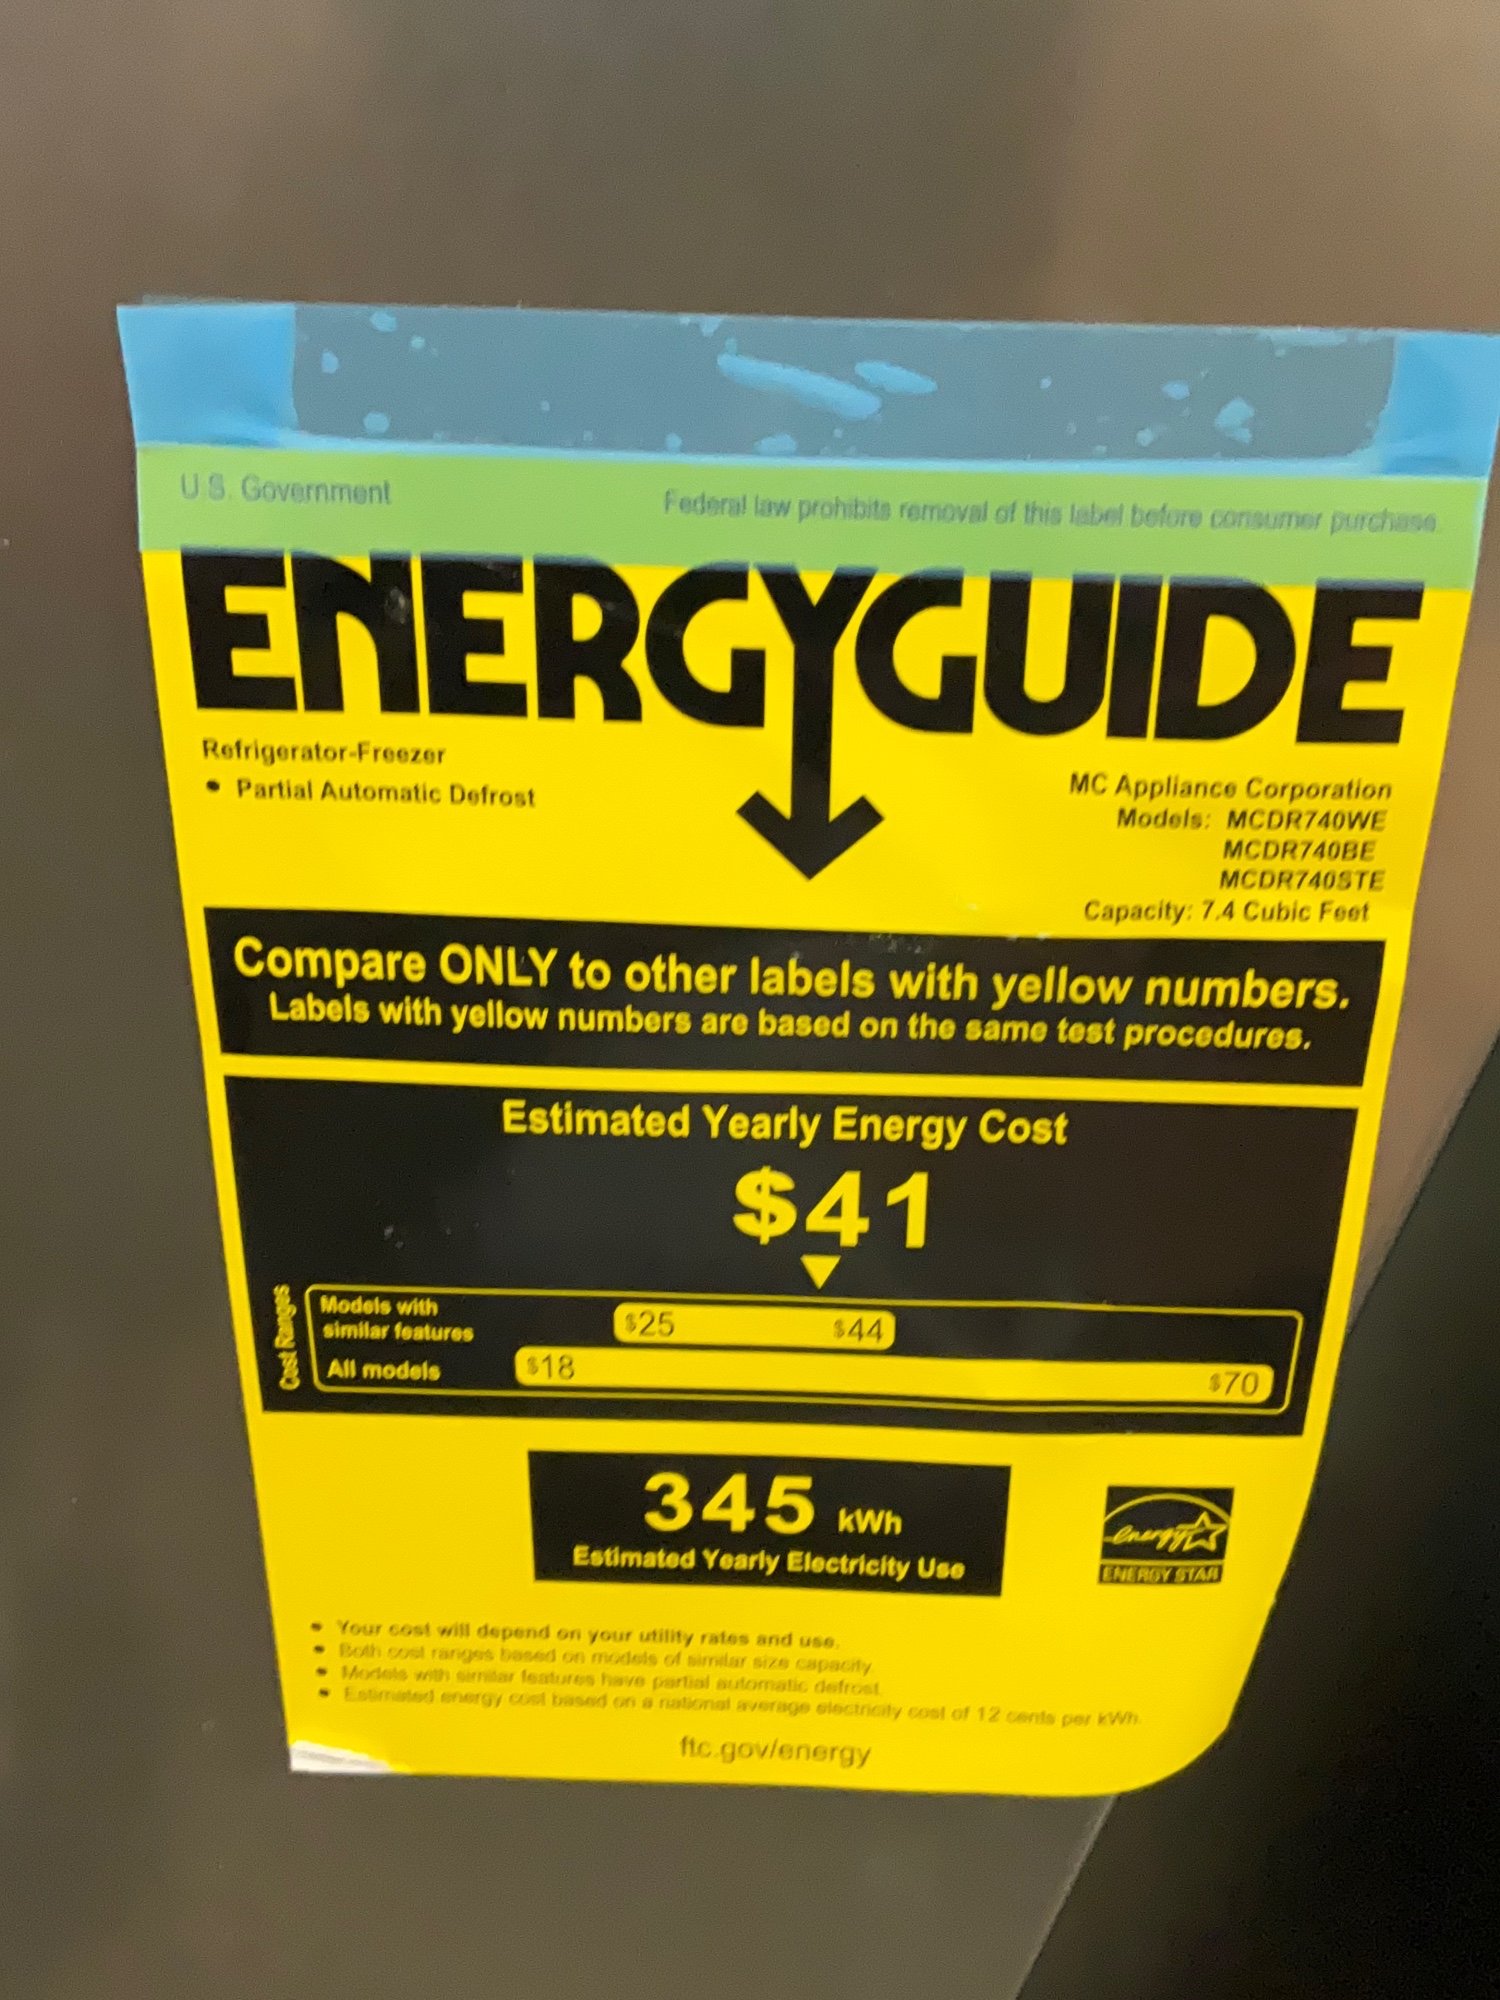 U.S. Government
Federal law prohibits removal of this label before consumer purchase
ENERGYGUIDE
Refrigerator-Freezer
• Partial Automatic Defrost
MC Appliance Corporation
Models: MCDR740WE
MCDR740BE
MCDR740STE
Capacity: 7.4 Cubic Feet
Compare ONLY to other labels with yellow numbers.
Labels with yellow numbers are based on the same test procedures.
Estimated Yearly Energy Cost
$41
Cost Ranges
Models with
similar features
$25
$44
All models
$18
$70
345 kWh
Estimated Yearly Electricity Use
energy
ENERGY STAR
• Your cost will depend on your utility rates and use.
• Both cost ranges based on models of similar size capacity.
• Models with similar features have partial automatic defrost.
• Estimated energy cost based on a national average electricity cost of 12 cents per kWh.
ftc.gov/energy